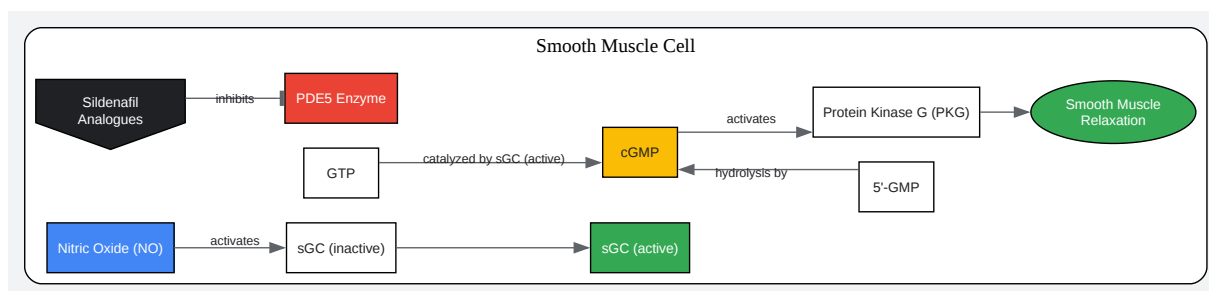 Smooth Muscle Cell
Sildenafil
Analogues
inhibits
PDE5 Enzyme
GTP
catalyzed by sGC (active)
cGMP
activates
Protein Kinase G (PKG)
Smooth Muscle
Relaxation
hydrolysis by
5'-GMP
Nitric Oxide (NO)
activates
sGC (inactive)
sGC (active)